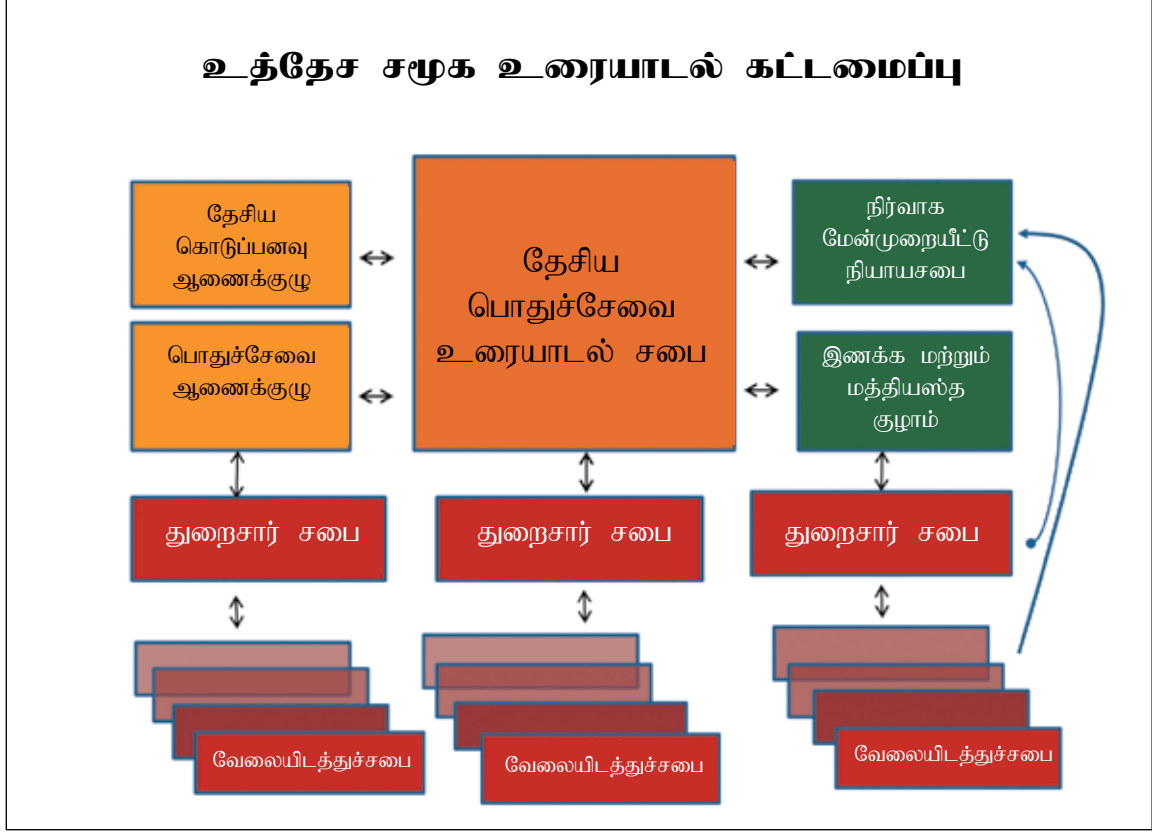 உத்தேச சமூக உரையாடல் கட்டமைப்பு
தேசிய
கொடுப்பனவு
ஆணைக்குழு
தேசிய
பொதுச்சேவை
உரையாடல் சபை
நிர்வாக
மேன்முறையீட்டு
நியாயசபை
பொதுச்சேவை
ஆணைக்குழு
இணக்க மற்றும்
மத்தியஸ்த
குழாம்
துறைசார் சபை
துறைசார் சபை
துறைசார் சபை
வேலையிடத்துச்சபை
வேலையிடத்துச்சபை
வேலையிடத்துச்சபை